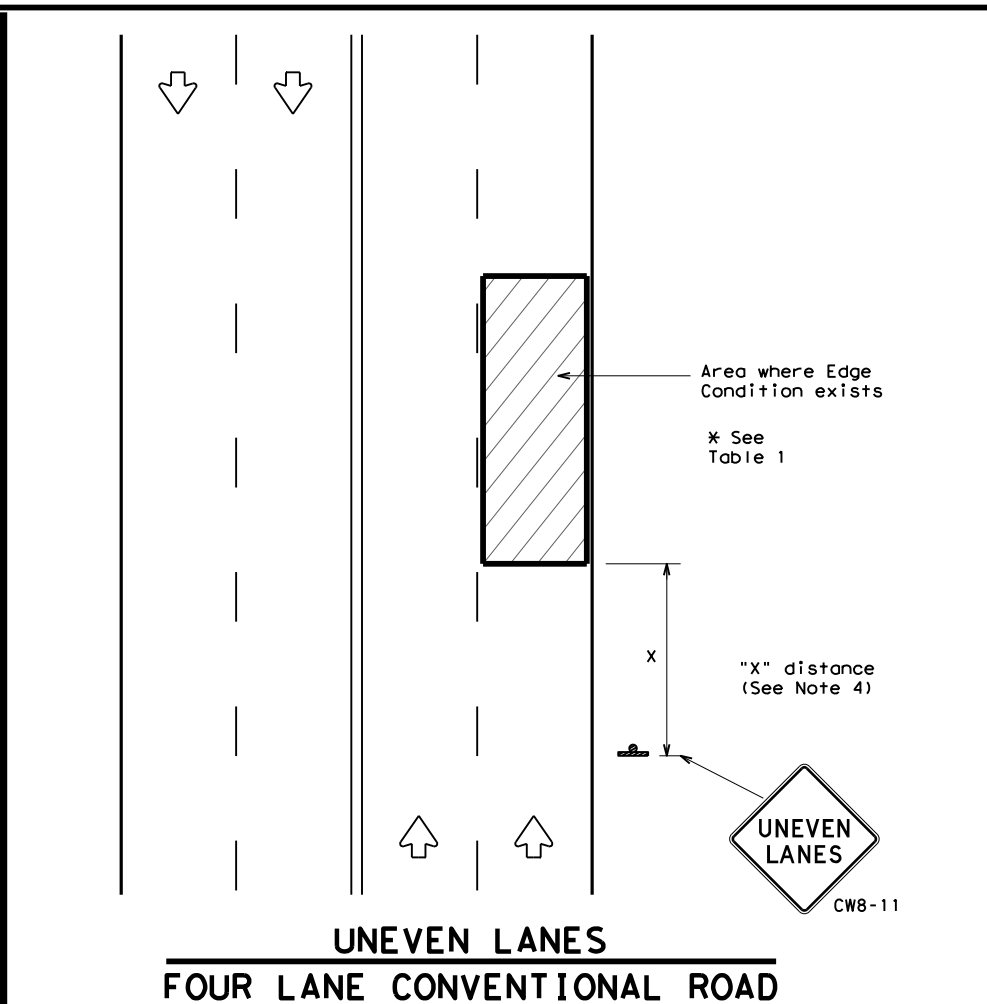 Area where Edge
Condition exists
* See
Table 1
X
"X" distance
(See Note 4)
UNEVEN
LANES
CW8-11
UNEVEN LANES
FOUR LANE CONVENTIONAL ROAD